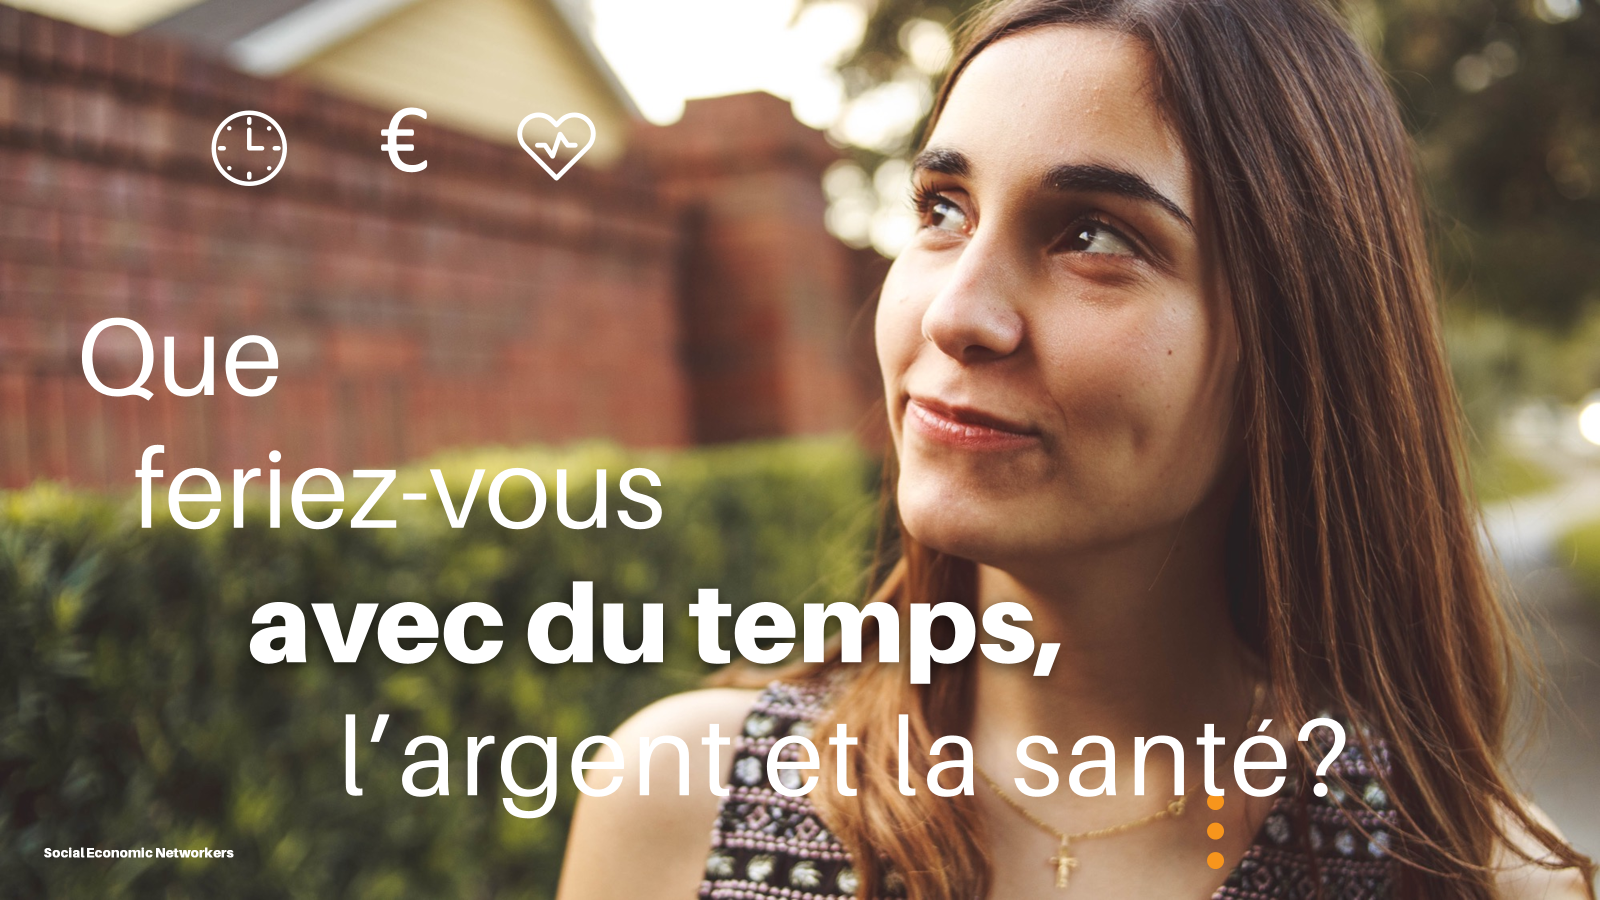 €
Que
feriez-vous
avec du temps,
l’argent et la santé?
Social Economic Networkers